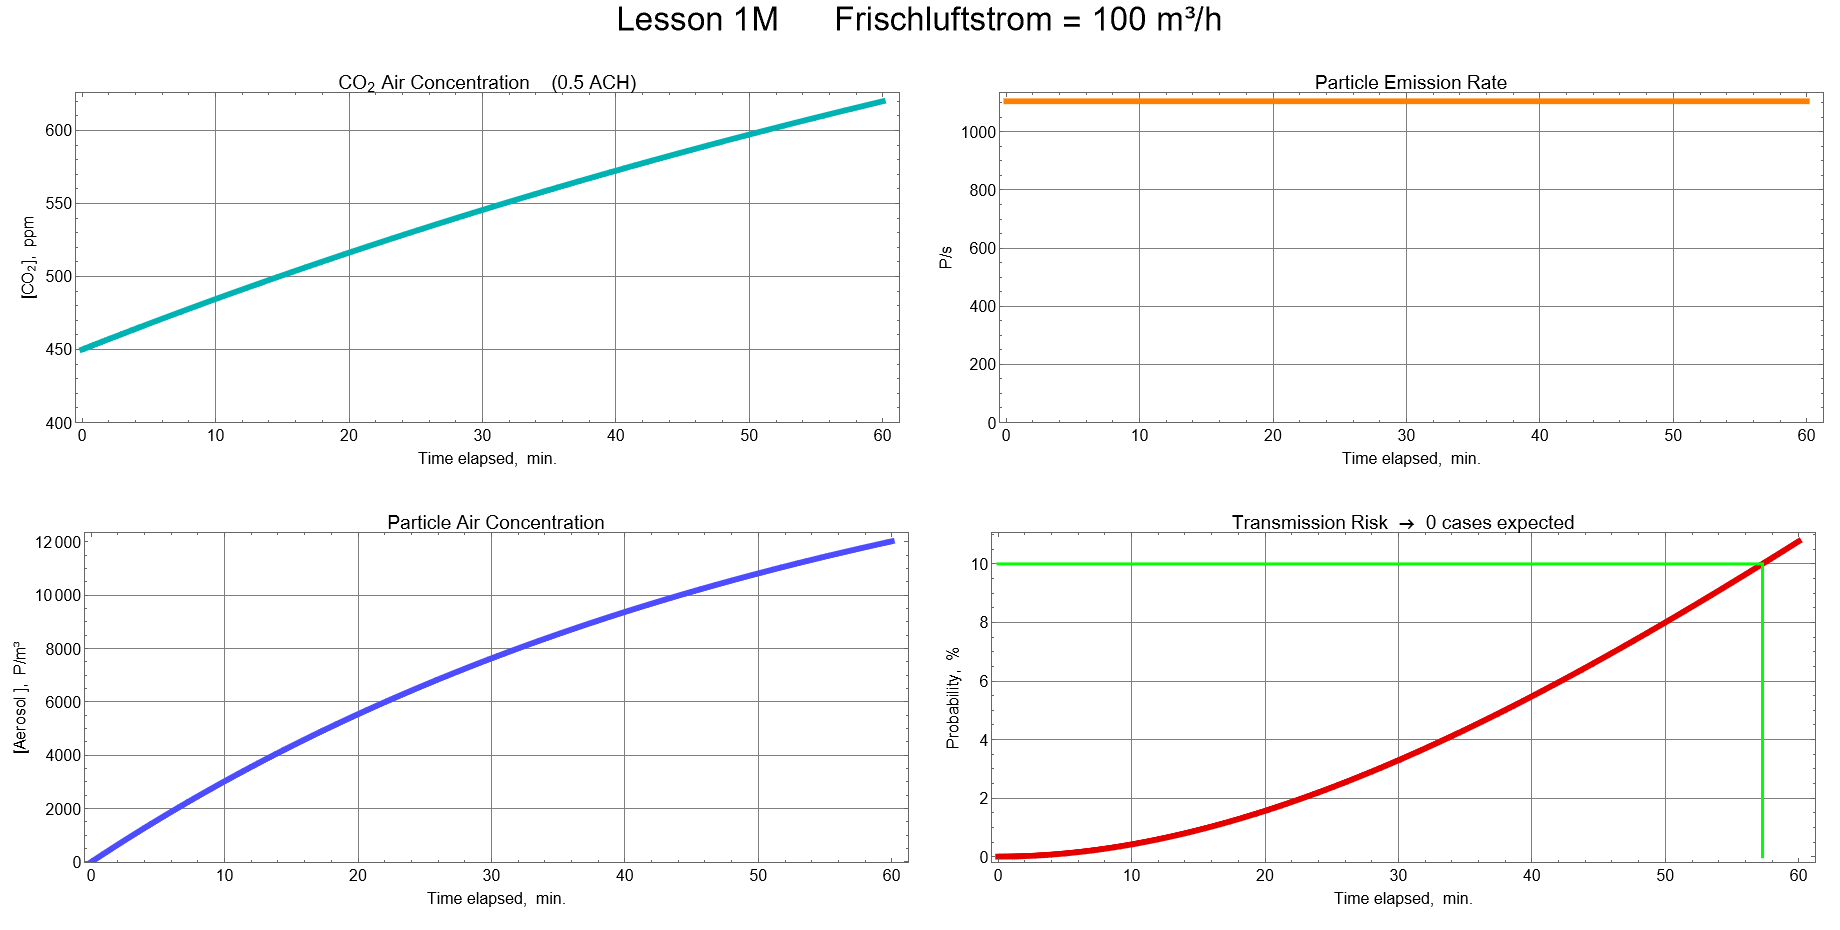 Lesson 1M Frischluftstrom = 100 m³/h
CO₂ Air Concentration (0.5 ACH)
[CO₂], ppm
600
550
500
450
400
0 10 20 30 40 50 60
Time elapsed, min.
Particle Emission Rate
P/s
1000
800
600
400
200
0
0 10 20 30 40 50 60
Time elapsed, min.
Particle Air Concentration
[Aerosol ], P/m³
12000
10000
8000
6000
4000
2000
0
0 10 20 30 40 50 60
Time elapsed, min.
Transmission Risk → 0 cases expected
Probability, %
10
8
6
4
2
0
0 10 20 30 40 50 60
Time elapsed, min.